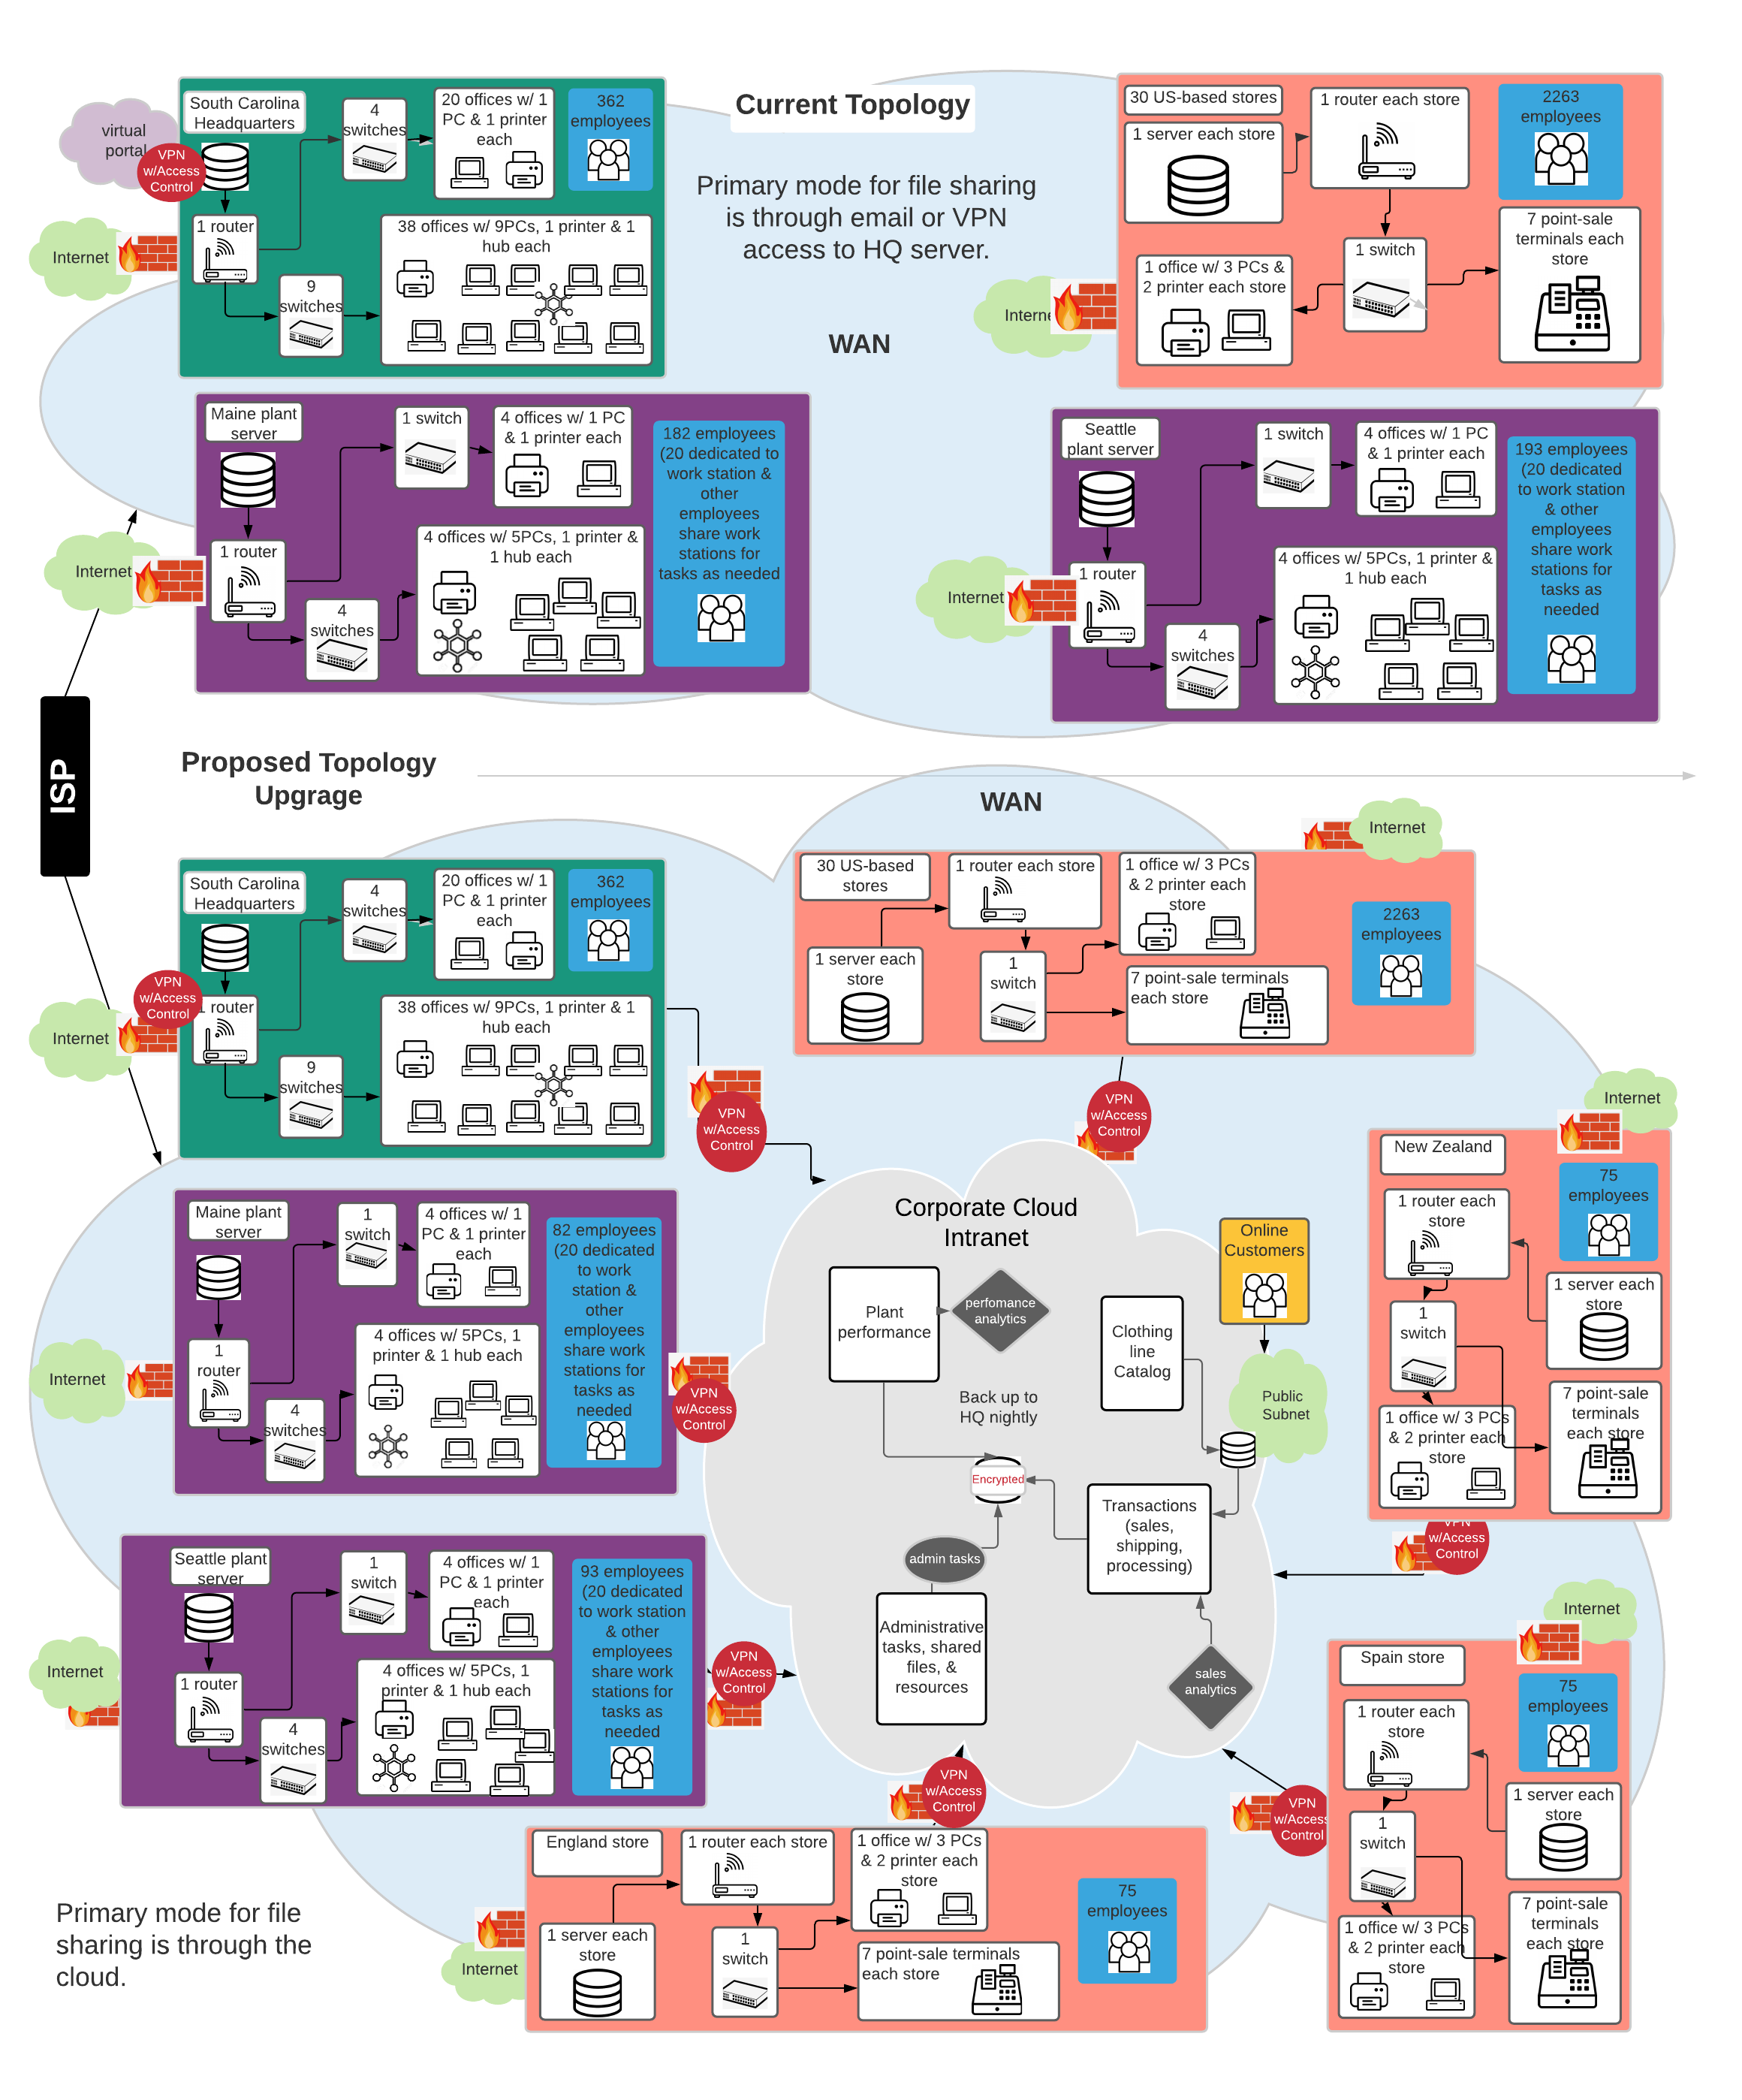 Current Topology
Primary mode for file sharing
is through email or VPN
access to HQ server.
WAN
virtual
portal
VPN
w/Access
Control
Internet
South Carolina
Headquarters
1 router
4
switches
20 offices w/ 1
PC & 1 printer
each
362
employees
9
switches
38 offices w/ 9PCs, 1 printer & 1
hub each
30 US-based stores
1 server each store
1 router each store
2263
employees
1 switch
7 point-sale
terminals each
store
1 office w/ 3 PCs &
2 printer each store
Interne
Maine plant
server
1 router
1 switch
4 offices w/ 1 PC
& 1 printer each
4
switches
4 offices w/ 5PCs, 1 printer &
1 hub each
182 employees
(20 dedicated to
work station &
other
employees
share work
stations for
tasks as needed
Internet
Seattle
plant server
1 router
1 switch
4 offices w/ 1 PC
& 1 printer each
4
switches
4 offices w/ 5PCs, 1 printer &
1 hub each
193 employees
(20 dedicated
to work station
& other
employees
share work
stations for
tasks as
needed
Internet
ISP
Proposed Topology
Upgrage
WAN
South Carolina
Headquarters
VPN
w/Access
Control
Internet
1 router
4
switches
20 offices w/ 1
PC & 1 printer
each
362
employees
9
switches
38 offices w/ 9PCs, 1 printer & 1
hub each
VPN
w/Access
Control
30 US-based
stores
1 router each store
1 office w/ 3 PCs
& 2 printer each
store
1 server each
store
1
switch
7 point-sale terminals
each store
2263
employees
Internet
VPN
w/Access
Control
Internet
New Zealand
75
employees
1 router each
store
1 server each
store
1
switch
1 office w/ 3 PCs
& 2 printer each
store
7 point-sale
terminals
each store
VPN
w/Access
Control
Maine plant
server
1
switch
4 offices w/ 1
PC & 1 printer
each
1
router
4
switches
4 offices w/ 5PCs, 1
printer & 1 hub each
82 employees
(20 dedicated
to work
station &
other
employees
share work
stations for
tasks as
needed
Internet
VPN
w/Access
Control
Corporate Cloud
Intranet
Plant
performance
perfomance
analytics
Clothing
line
Catalog
Online
Customers
Public
Subnet
Back up to
HQ nightly
Encrypted
Transactions
(sales,
shipping,
processing)
admin tasks
Administrative
tasks, shared
files, &
resources
sales
analytics
Seattle plant
server
1
switch
4 offices w/ 1
PC & 1 printer
each
1 router
4
switches
4 offices w/ 5PCs, 1
printer & 1 hub each
93 employees
(20 dedicated
to work station
& other
employees
share work
stations for
tasks as
needed
Internet
VPN
w/Access
Control
VPN
w/Access
Control
England store
1 router each store
1 office w/ 3 PCs
& 2 printer each
store
1 server each
store
1
switch
7 point-sale terminals
each store
75
employees
Internet
VPN
w/Access
Control
Internet
Spain store
75
employees
1 router each
store
1 server each
store
1
switch
1 office w/ 3 PCs
& 2 printer each
store
7 point-sale
terminals
each store
Primary mode for file
sharing is through the
cloud.